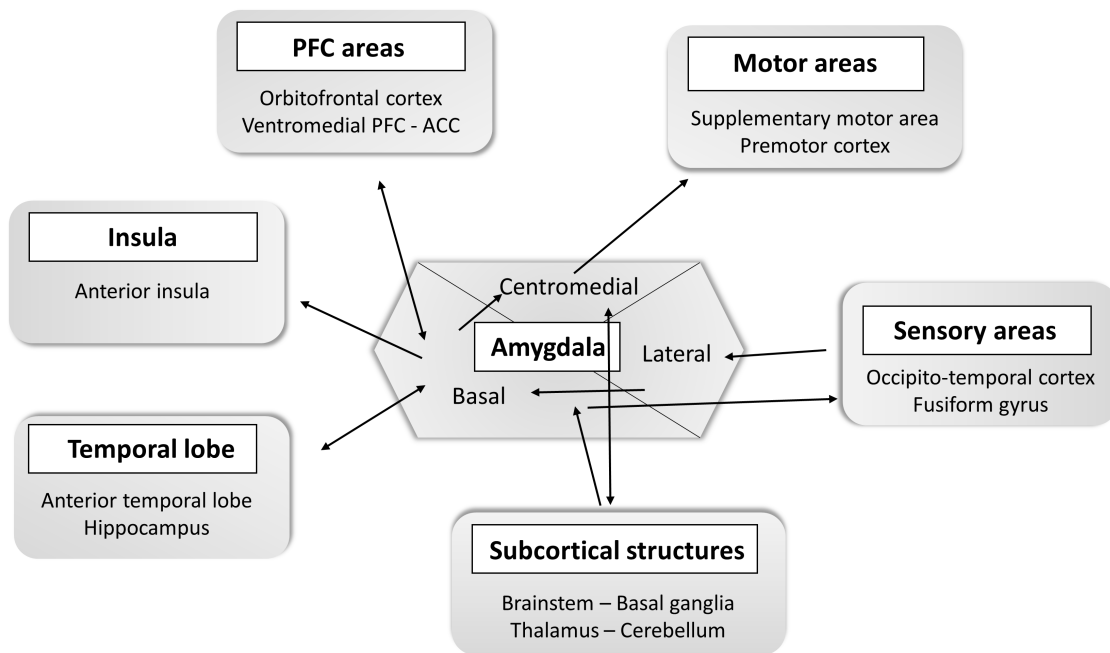 PFC areas
Orbitofrontal cortex
Ventromedial PFC - ACC
Motor areas
Supplementary motor area
Premotor cortex
Insula
Anterior insula
Centromedial
Amygdala
Lateral
Basal
Sensory areas
Occipito-temporal cortex
Fusiform gyrus
Temporal lobe
Anterior temporal lobe
Hippocampus
Subcortical structures
Brainstem – Basal ganglia
Thalamus – Cerebellum